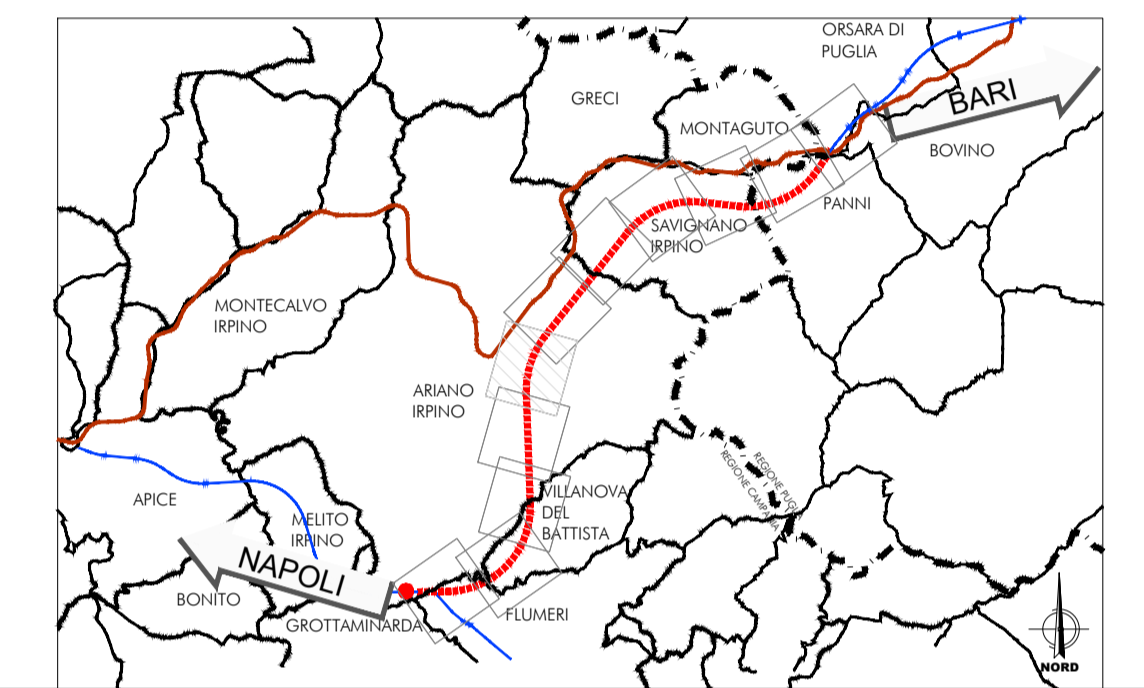 ORSARA DI
PUGLIA
GRECI
BARI
MONTAGUTO
BOVINO
PANNI
SAVIGNANO
IRPINO
MONTECALVO
IRPINO
ARIANO
IRPINO
REGIONE PUGLIA
REGIONE CAMPANIA
APICE
VILLANOVA
DEL
BATTISTA
MELITO
IRPINO
NAPOLI
BONITO
FLUMERI
GROTTAMINARDA
NORD